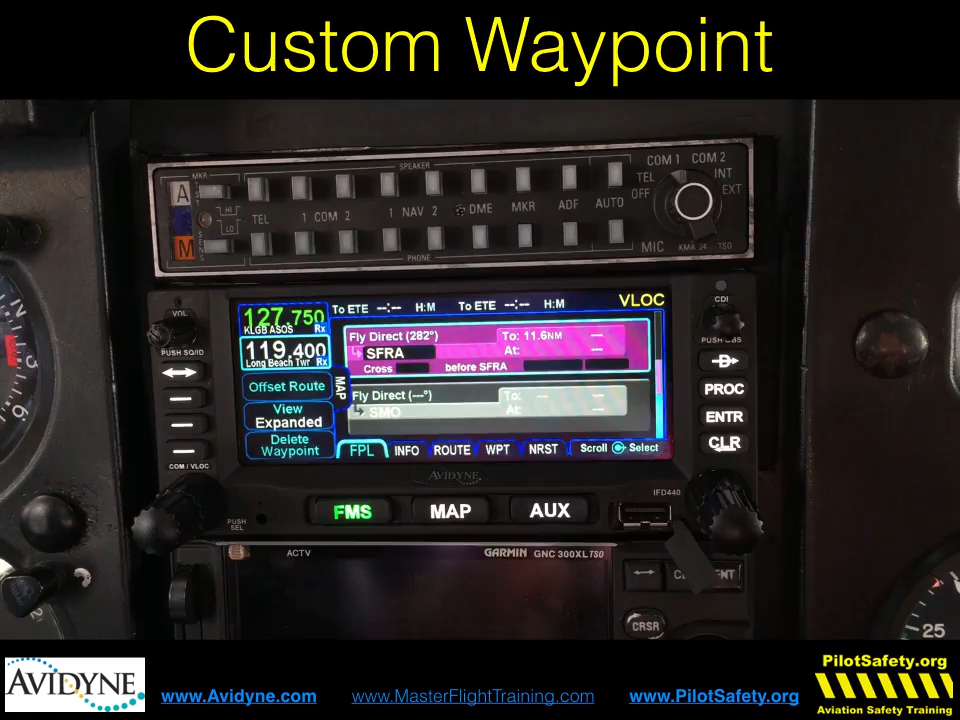 Custom Waypoint
MKR
SPEAKER
COM 1 COM 2
TEL INT
OFF EXT
A
HI
LO
M
SENS
TEL 1 COM 2 1 NAV 2 DME MKR ADF AUTO
PHONE
MIC KMA 24 TSO
VOL
PUSH SQ/ID
COM / VLOC
PUSH SEL
127.750
KLGB ASOS Rx
119.400
Long Beach Twr Rx
Offset Route
View
Expanded
Delete
Waypoint
To ETE --:-- H:M To ETE --:-- H:M VLOC
MAP
Fly Direct (282°) To: 11.6NM ---
SFRA At: ---
Cross before SFRA
Fly Direct (---°) To: --- ---
SMO At: ---
FPL INFO ROUTE WPT NRST Scroll Select
CDI
PUSH OBS
D
PROC
ENTR
CLR
AVIDYNE
IFD440
FMS MAP AUX
ACTV GARMIN GNC 300XL TSO
CRSR
25
AVIDYNE
www.Avidyne.com www.MasterFlightTraining.com www.PilotSafety.org
PilotSafety.org
Aviation Safety Training